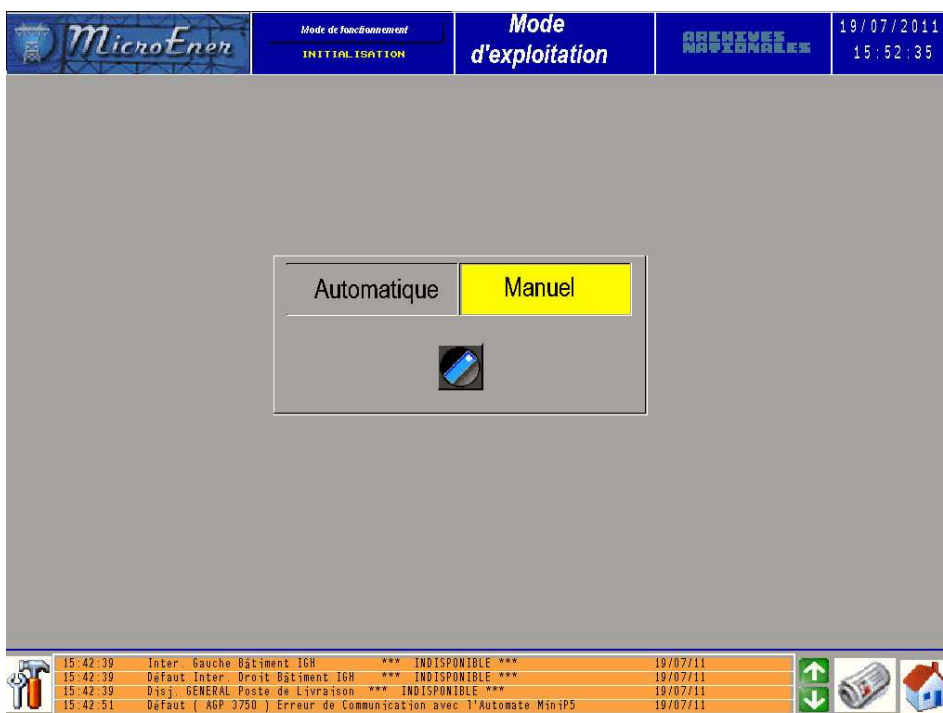 MicroEner
Mode de fonctionnement
INITIALISATION
Mode
d'exploitation
ARCHIVES
NATIONALES
19/07/2011
15:52:35
Automatique
Manuel
15:42:39 Inter. Gauche Bâtiment IGH *** INDISPONIBLE *** 19/07/11
15:42:39 Défaut Inter. Droit Bâtiment IGH *** INDISPONIBLE *** 19/07/11
15:42:39 Disj. GENERAL Poste de Livraison *** INDISPONIBLE *** 19/07/11
15:42:51 Défaut ( AGP 3750 ) Erreur de Communication avec l'Automate MiniP5 19/07/11